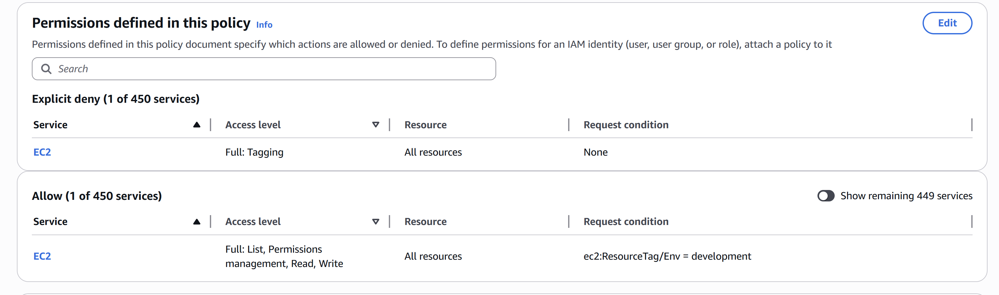 Permissions defined in this policy Info
Edit
Permissions defined in this policy document specify which actions are allowed or denied. To define permissions for an IAM identity (user, user group, or role), attach a policy to it
Search
Explicit deny (1 of 450 services)
Service Access level Resource Request condition
EC2 Full: Tagging All resources None
Allow (1 of 450 services)
Show remaining 449 services
Service Access level Resource Request condition
EC2 Full: List, Permissions management, Read, Write All resources ec2:ResourceTag/Env = development